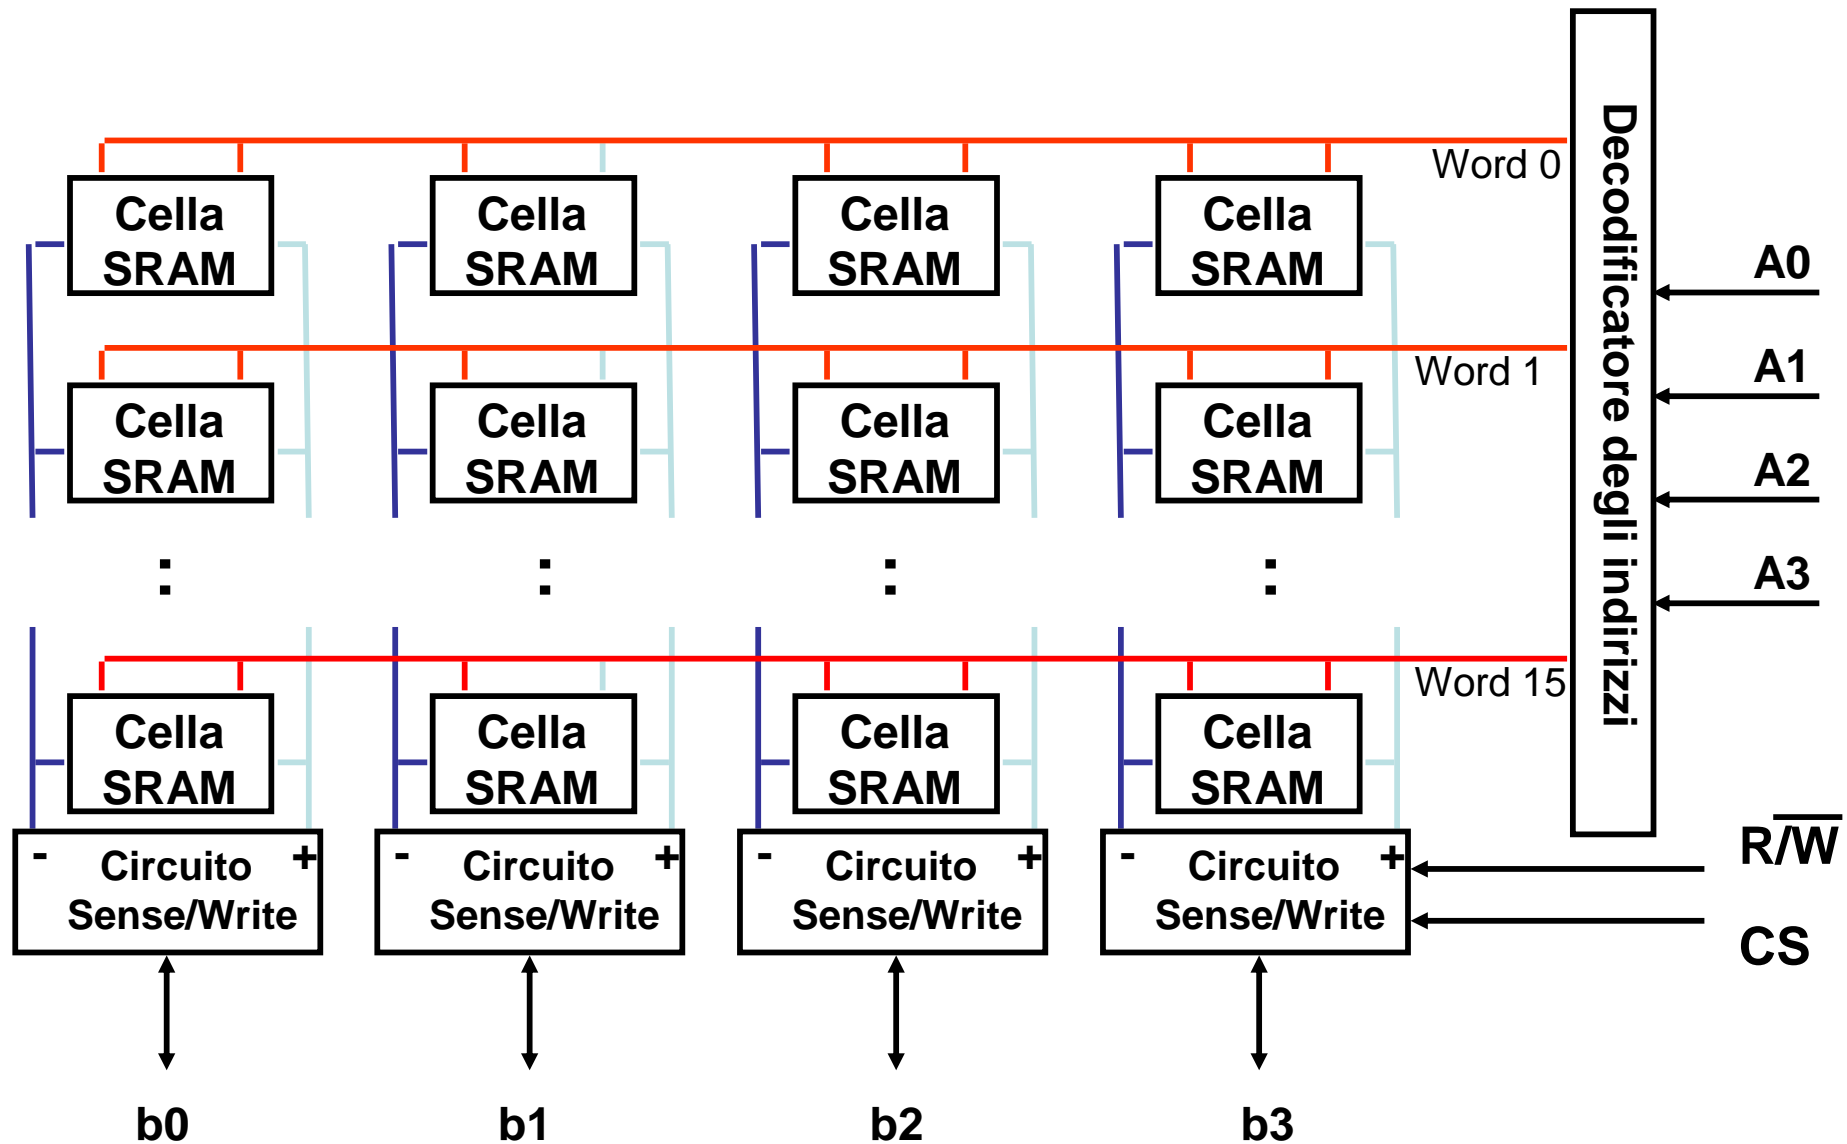 Word 0
Cella
SRAM
Cella
SRAM
Cella
SRAM
Cella
SRAM
Word 1
Cella
SRAM
Cella
SRAM
Cella
SRAM
Cella
SRAM
:
:
:
:
Word 15
Cella
SRAM
Cella
SRAM
Cella
SRAM
Cella
SRAM
- Circuito +
Sense/Write
- Circuito +
Sense/Write
- Circuito +
Sense/Write
- Circuito +
Sense/Write
b0
b1
b2
b3
Decodificatore degli indirizzi
A0
A1
A2
A3
R/W
CS